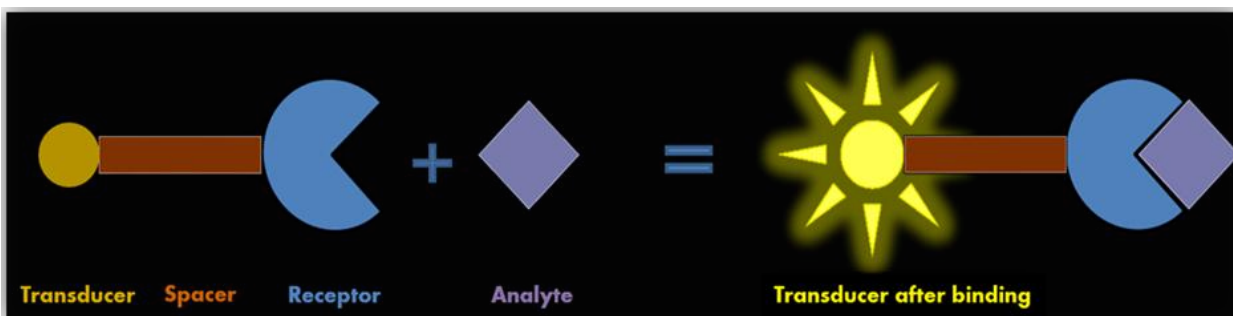 + =
Transducer Spacer Receptor Analyte Transducer after binding